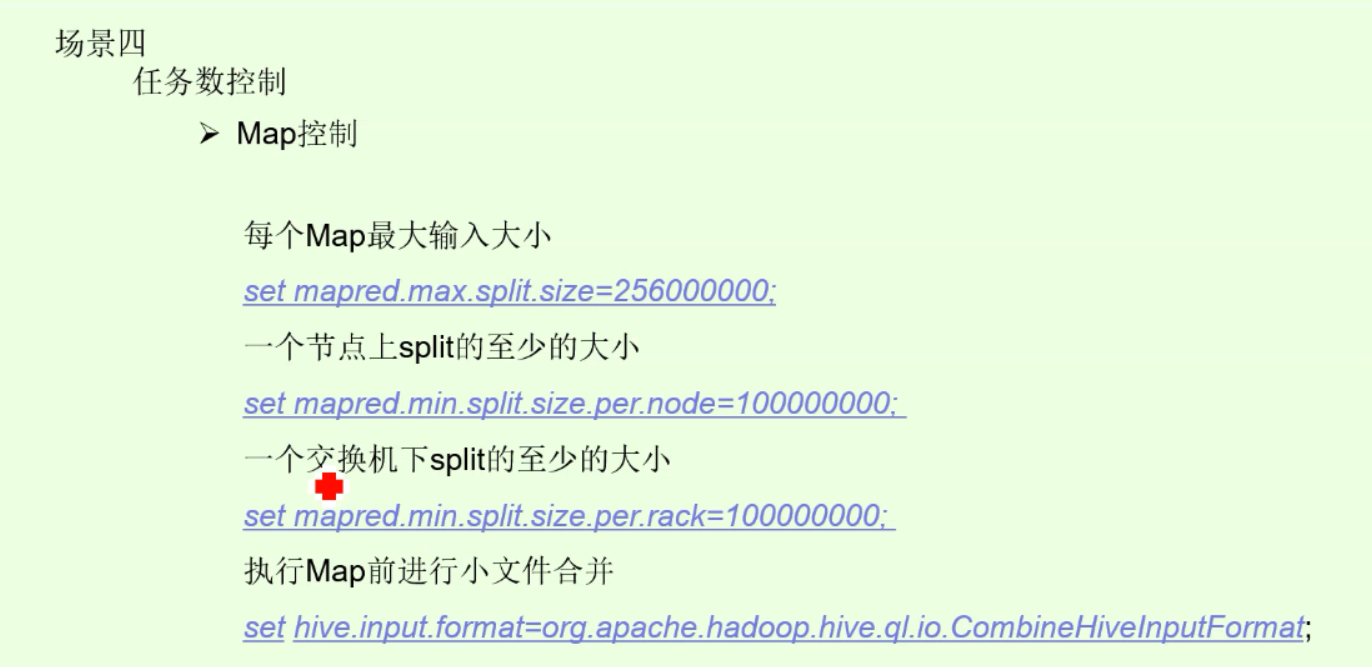 场景四
任务数控制
➢ Map控制
每个Map最大输入大小
set mapred.max.split.size=256000000;
一个节点上split的至少的大小
set mapred.min.split.size.per.node=100000000;
一个交换机下split的至少的大小
set mapred.min.split.size.per.rack=100000000;
执行Map前进行小文件合并
set hive.input.format=org.apache.hadoop.hive.ql.io.CombineHiveInputFormat;